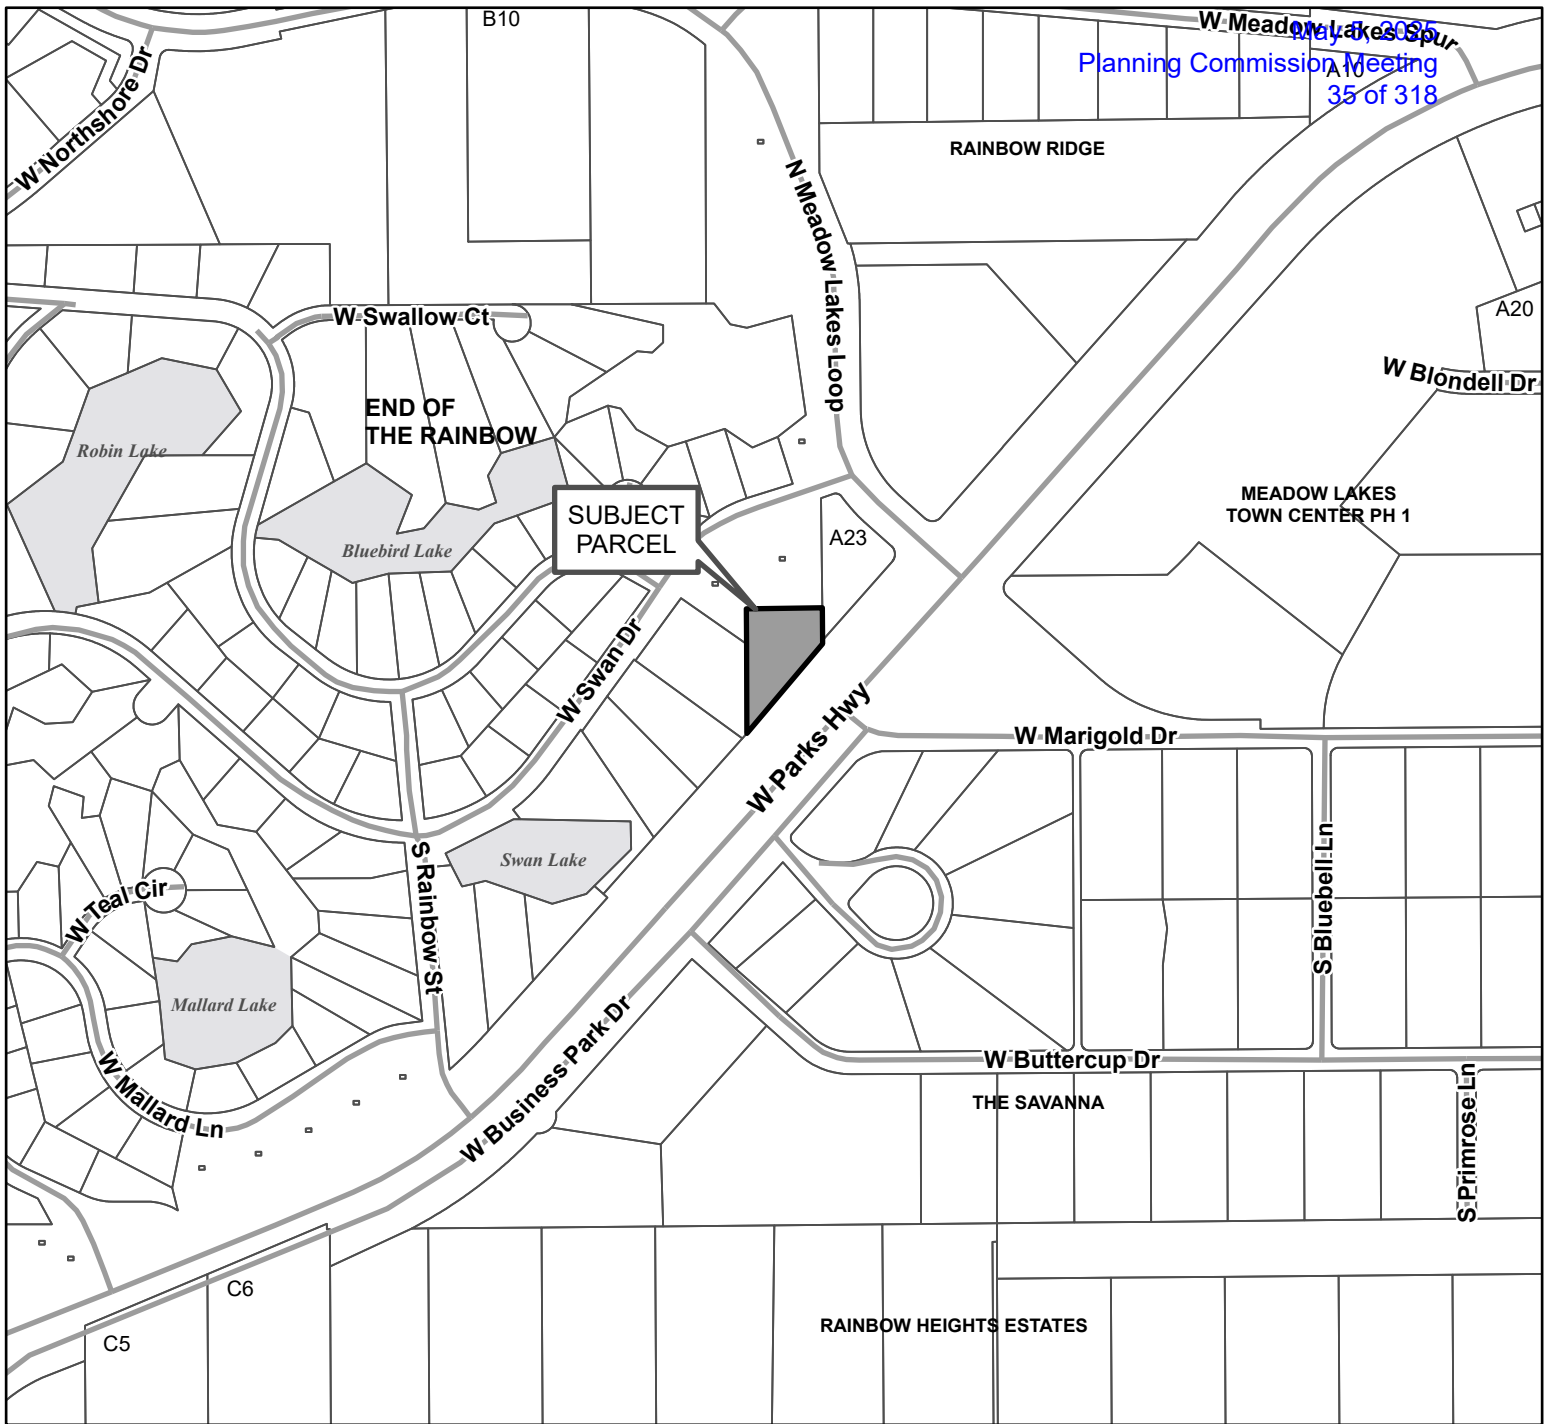 B10
W Meadow Lakes Spur
May 5, 2025
Planning Commission Meeting
A10
35 of 318
W Northshore Dr
RAINBOW RIDGE
N Meadow Lakes Loop
A20
W Swallow Ct
W Blondell Dr
END OF
THE RAINBOW
Robin Lake
MEADOW LAKES
TOWN CENTER PH 1
SUBJECT
PARCEL
A23
Bluebird Lake
W Swan Dr
W Parks Hwy
W Marigold Dr
Swan Lake
S Rainbow St
S Bluebell Ln
W Teal Cir
Mallard Lake
W Business Park Dr
W Mallard Ln
W Buttercup Dr
THE SAVANNA
S Primrose Ln
C6
RAINBOW HEIGHTS ESTATES
C5